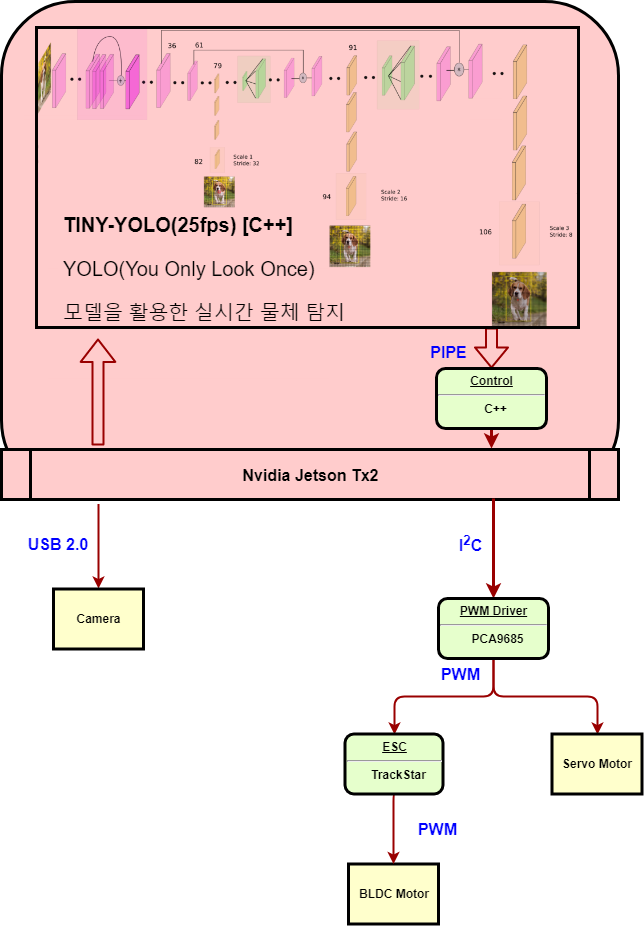 36
61
79
91
82
Scale 1
Stride: 32
94
Scale 2
Stride: 16
106
Scale 3
Stride: 8
+
+
*
TINY-YOLO(25fps) [C++]
YOLO(You Only Look Once)
모델을 활용한 실시간 물체 탐지
PIPE
Control
C++
Nvidia Jetson Tx2
USB 2.0
I²C
Camera
PWM Driver
PCA9685
PWM
ESC
TrackStar
Servo Motor
PWM
BLDC Motor